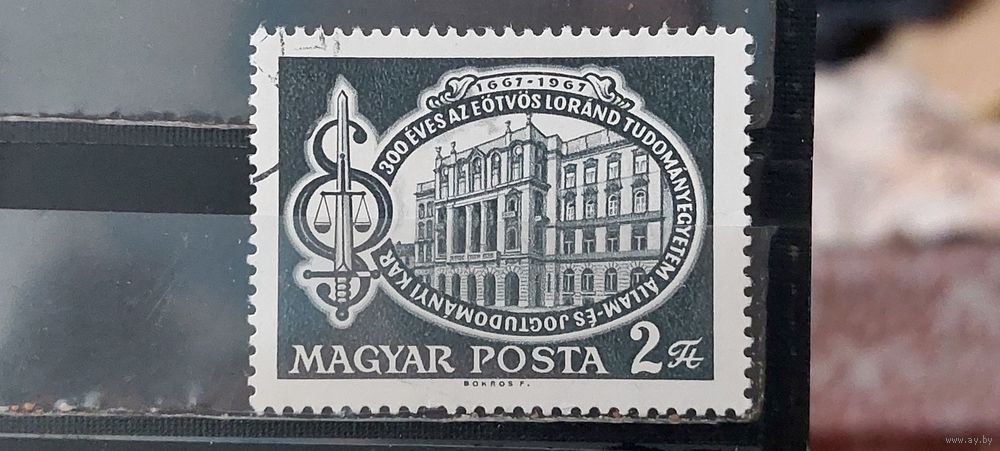 1667-1967
300 ÉVES AZ EÖTVÖS LORÁND TUDOMÁNYEGYETEM ÁLLAM-ÉS JOGTUDOMÁNYI KAR
MAGYAR POSTA 2 Ft
BOKROS F.
www.ay.by